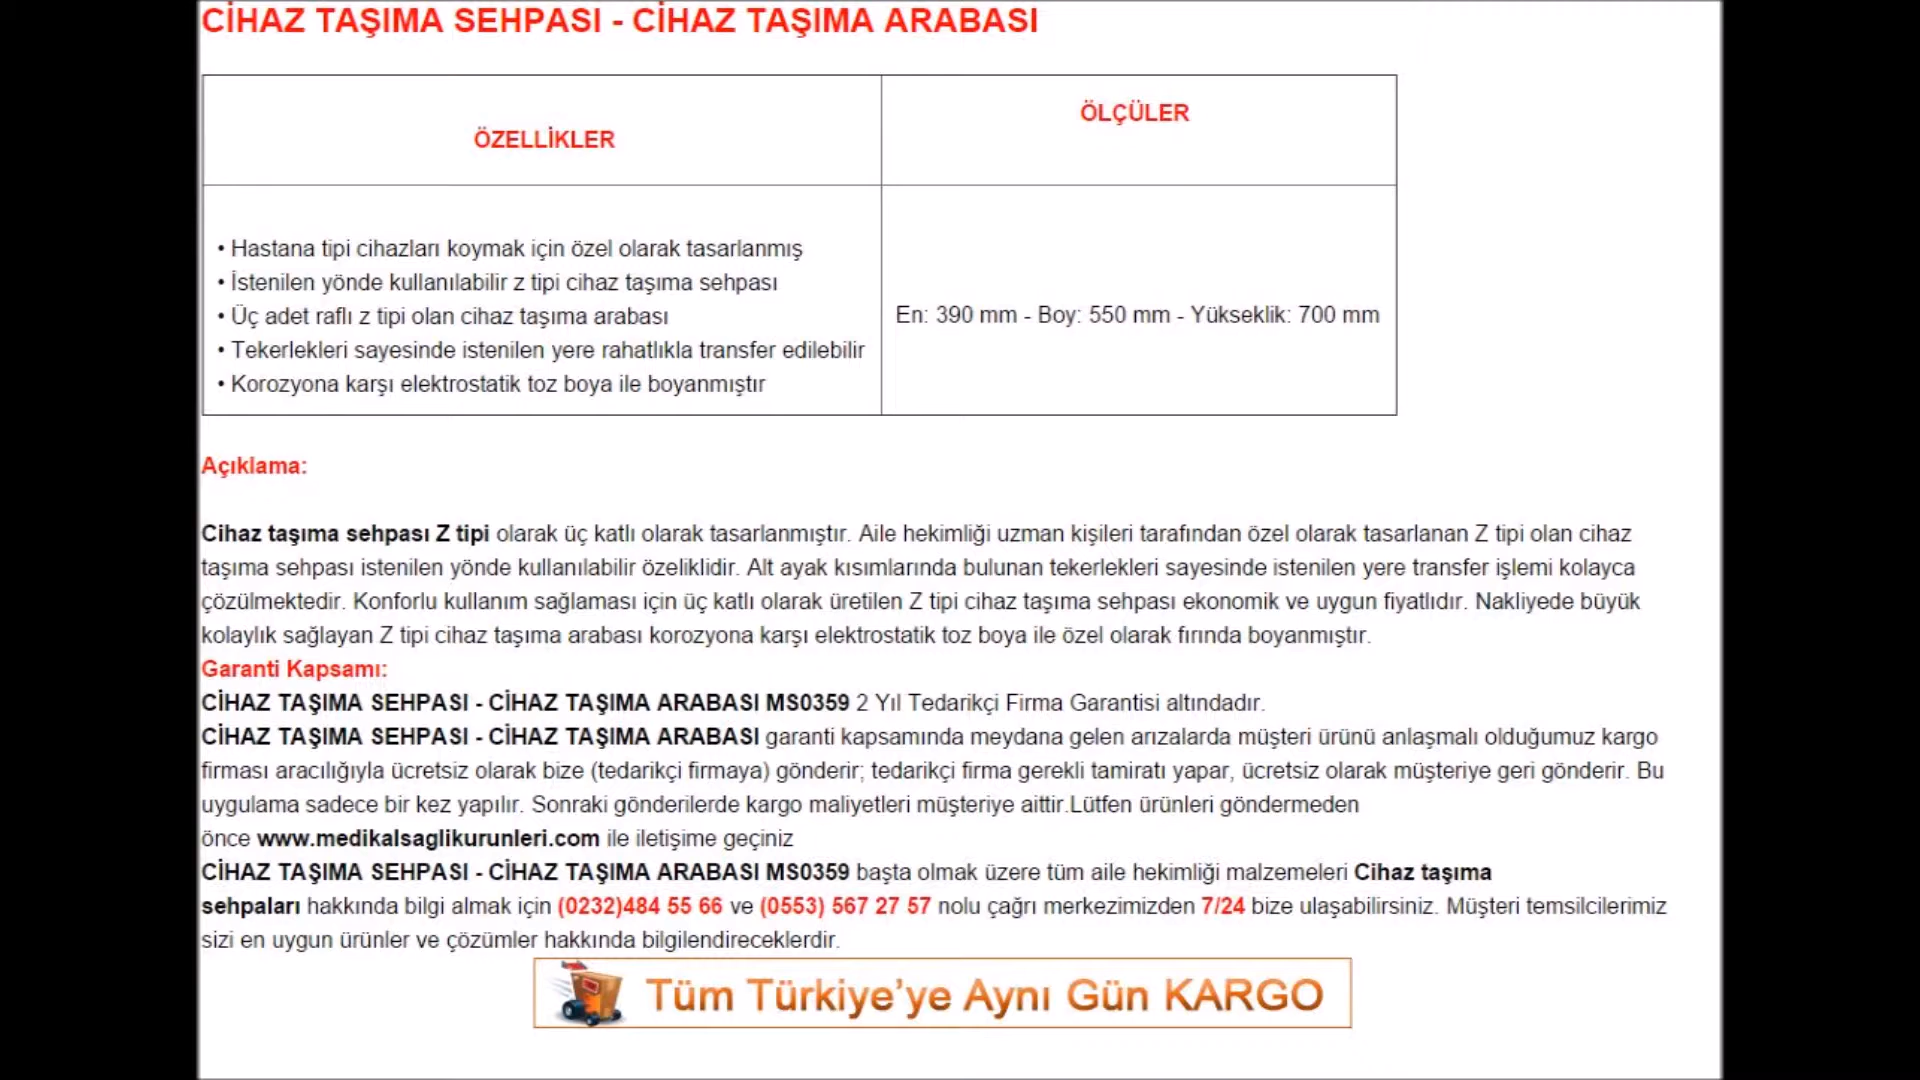 CİHAZ TAŞIMA SEHPASI - CİHAZ TAŞIMA ARABASI
ÖZELLİKLER
ÖLÇÜLER
• Hastana tipi cihazları koymak için özel olarak tasarlanmış
• İstenilen yönde kullanılabilir z tipi cihaz taşıma sehpası
• Üç adet raflı z tipi olan cihaz taşıma arabası
• Tekerlekleri sayesinde istenilen yere rahatlıkla transfer edilebilir
• Korozyona karşı elektrostatik toz boya ile boyanmıştır
En: 390 mm - Boy: 550 mm - Yükseklik: 700 mm
Açıklama:
Cihaz taşıma sehpası Z tipi olarak üç katlı olarak tasarlanmıştır. Aile hekimliği uzman kişileri tarafından özel olarak tasarlanan Z tipi olan cihaz
taşıma sehpası istenilen yönde kullanılabilir özeliklidir. Alt ayak kısımlarında bulunan tekerlekleri sayesinde istenilen yere transfer işlemi kolayca
çözülmektedir. Konforlu kullanım sağlaması için üç katlı olarak üretilen Z tipi cihaz taşıma sehpası ekonomik ve uygun fiyatlıdır. Nakliyede büyük
kolaylık sağlayan Z tipi cihaz taşıma arabası korozyona karşı elektrostatik toz boya ile özel olarak fırında boyanmıştır.
Garanti Kapsamı:
CİHAZ TAŞIMA SEHPASI - CİHAZ TAŞIMA ARABASI MS0359 2 Yıl Tedarikçi Firma Garantisi altındadır.
CİHAZ TAŞIMA SEHPASI - CİHAZ TAŞIMA ARABASI garanti kapsamında meydana gelen arızalarda müşteri ürünü anlaşmalı olduğumuz kargo
firması aracılığıyla ücretsiz olarak bize (tedarikçi firmaya) gönderir; tedarikçi firma gerekli tamiratı yapar, ücretsiz olarak müşteriye geri gönderir. Bu
uygulama sadece bir kez yapılır. Sonraki gönderilerde kargo maliyetleri müşteriye aittir.Lütfen ürünleri göndermeden
önce www.medikalsaglikurunleri.com ile iletişime geçiniz
CİHAZ TAŞIMA SEHPASI - CİHAZ TAŞIMA ARABASI MS0359 başta olmak üzere tüm aile hekimliği malzemeleri Cihaz taşıma
sehpaları hakkında bilgi almak için (0232)484 55 66 ve (0553) 567 27 57 nolu çağrı merkezimizden 7/24 bize ulaşabilirsiniz. Müşteri temsilcilerimiz
sizi en uygun ürünler ve çözümler hakkında bilgilendireceklerdir.
Tüm Türkiye'ye Aynı Gün KARGO